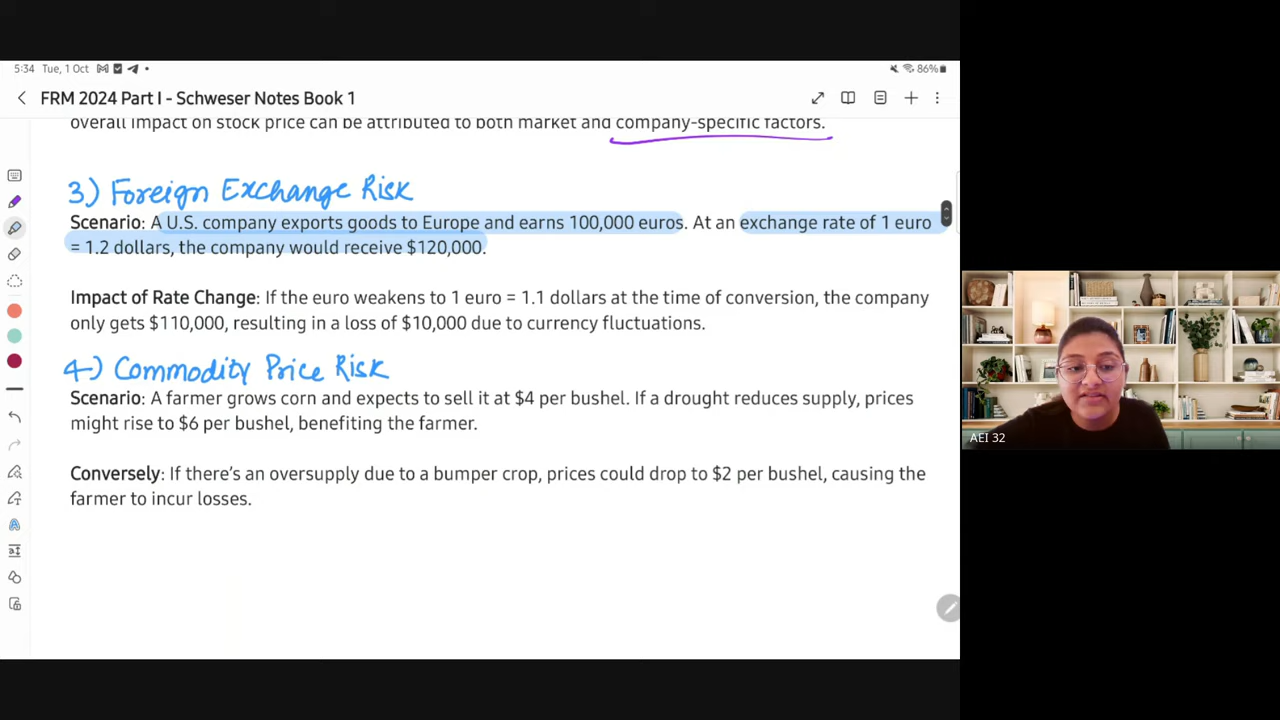 5:34 Tue, 1 Oct
86%
FRM 2024 Part I - Schweser Notes Book 1
overall impact on stock price can be attributed to both market and company-specific factors.
3) Foreign Exchange Risk
Scenario: A U.S. company exports goods to Europe and earns 100,000 euros. At an exchange rate of 1 euro
= 1.2 dollars, the company would receive $120,000.
Impact of Rate Change: If the euro weakens to 1 euro = 1.1 dollars at the time of conversion, the company
only gets $110,000, resulting in a loss of $10,000 due to currency fluctuations.
4) Commodity Price Risk
Scenario: A farmer grows corn and expects to sell it at $4 per bushel. If a drought reduces supply, prices
might rise to $6 per bushel, benefiting the farmer.
Conversely: If there's an oversupply due to a bumper crop, prices could drop to $2 per bushel, causing the
farmer to incur losses.
AEI 32